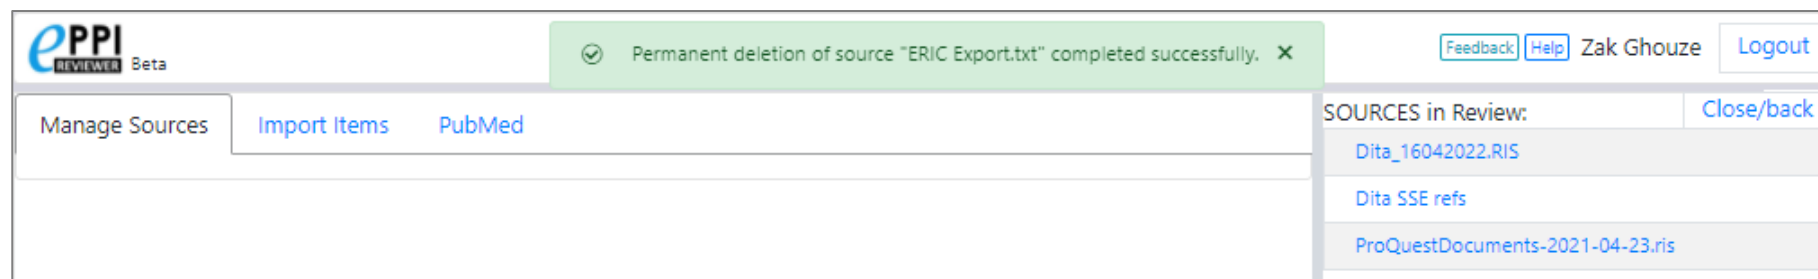 ePPI
REVIEWER Beta
Permanent deletion of source "ERIC Export.txt" completed successfully. ×
Feedback Help Zak Ghouze Logout
Manage Sources Import Items PubMed
SOURCES in Review: Close/back
Dita_16042022.RIS
Dita SSE refs
ProQuestDocuments-2021-04-23.ris